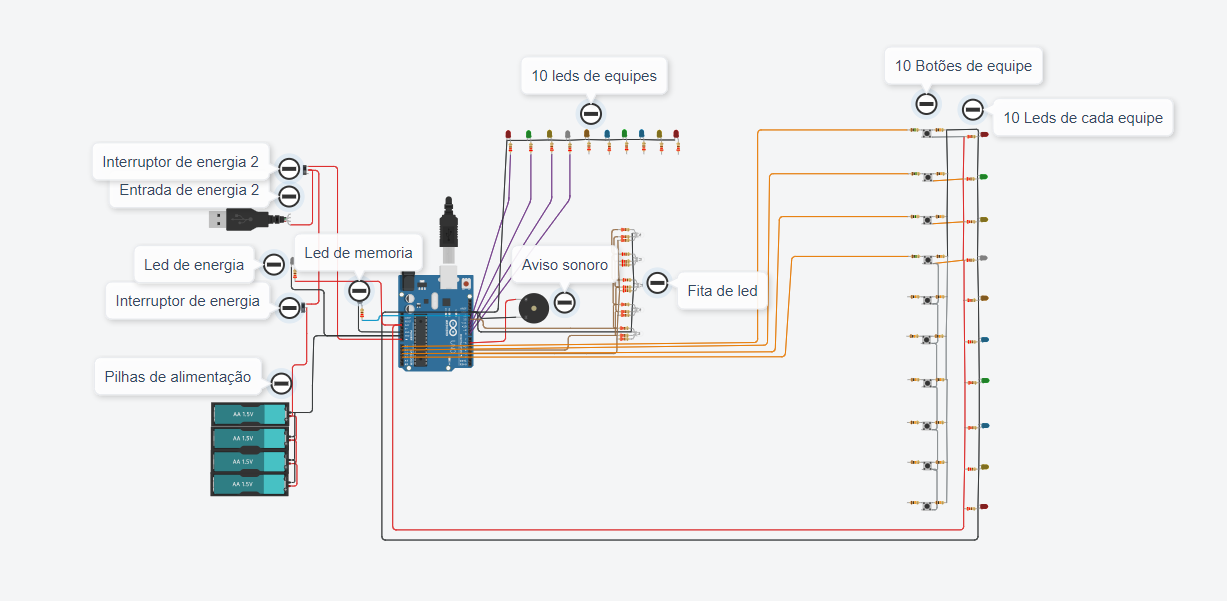 10 leds de equipes
10 Botões de equipe
10 Leds de cada equipe
Interruptor de energia 2
Entrada de energia 2
Led de memoria
Led de energia
Aviso sonoro
Interruptor de energia
Fita de led
Pilhas de alimentação
AA 1.5V
AA 1.5V
AA 1.5V
AA 1.5V